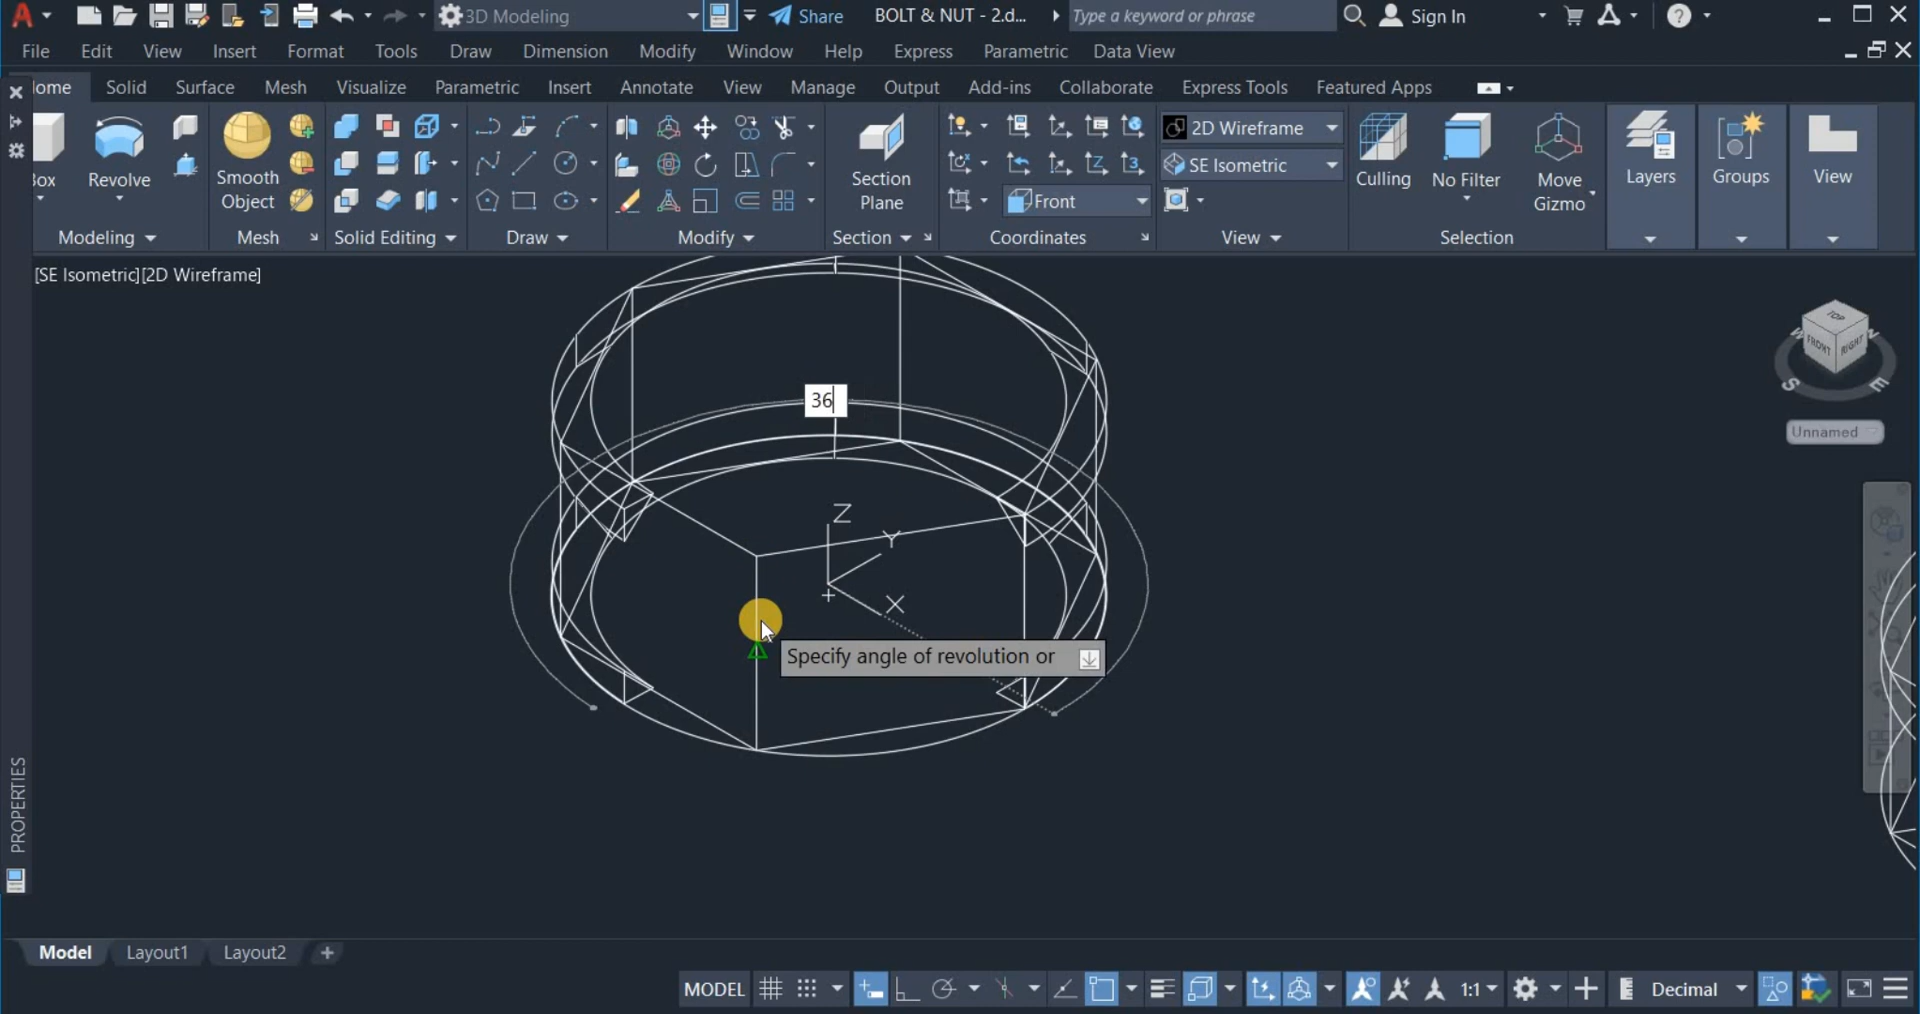 3D Modeling
Share
BOLT & NUT - 2.d...
Type a keyword or phrase
Sign In
File Edit View Insert Format Tools Draw Dimension Modify Window Help Express Parametric Data View
ome Solid Surface Mesh Visualize Parametric Insert Annotate View Manage Output Add-ins Collaborate Express Tools Featured Apps
Box
Revolve
Smooth
Object
Section
Plane
2D Wireframe
SE Isometric
Front
Culling
No Filter
Move
Gizmo
Layers
Groups
View
Modeling
Mesh
Solid Editing
Draw
Modify
Section
Coordinates
View
Selection
[SE Isometric][2D Wireframe]
TOP
FRONT
RIGHT
W
N
S
E
Unnamed
36
Z
Y
X
Specify angle of revolution or
PROPERTIES
Model Layout1 Layout2 +
MODEL
1:1
Decimal